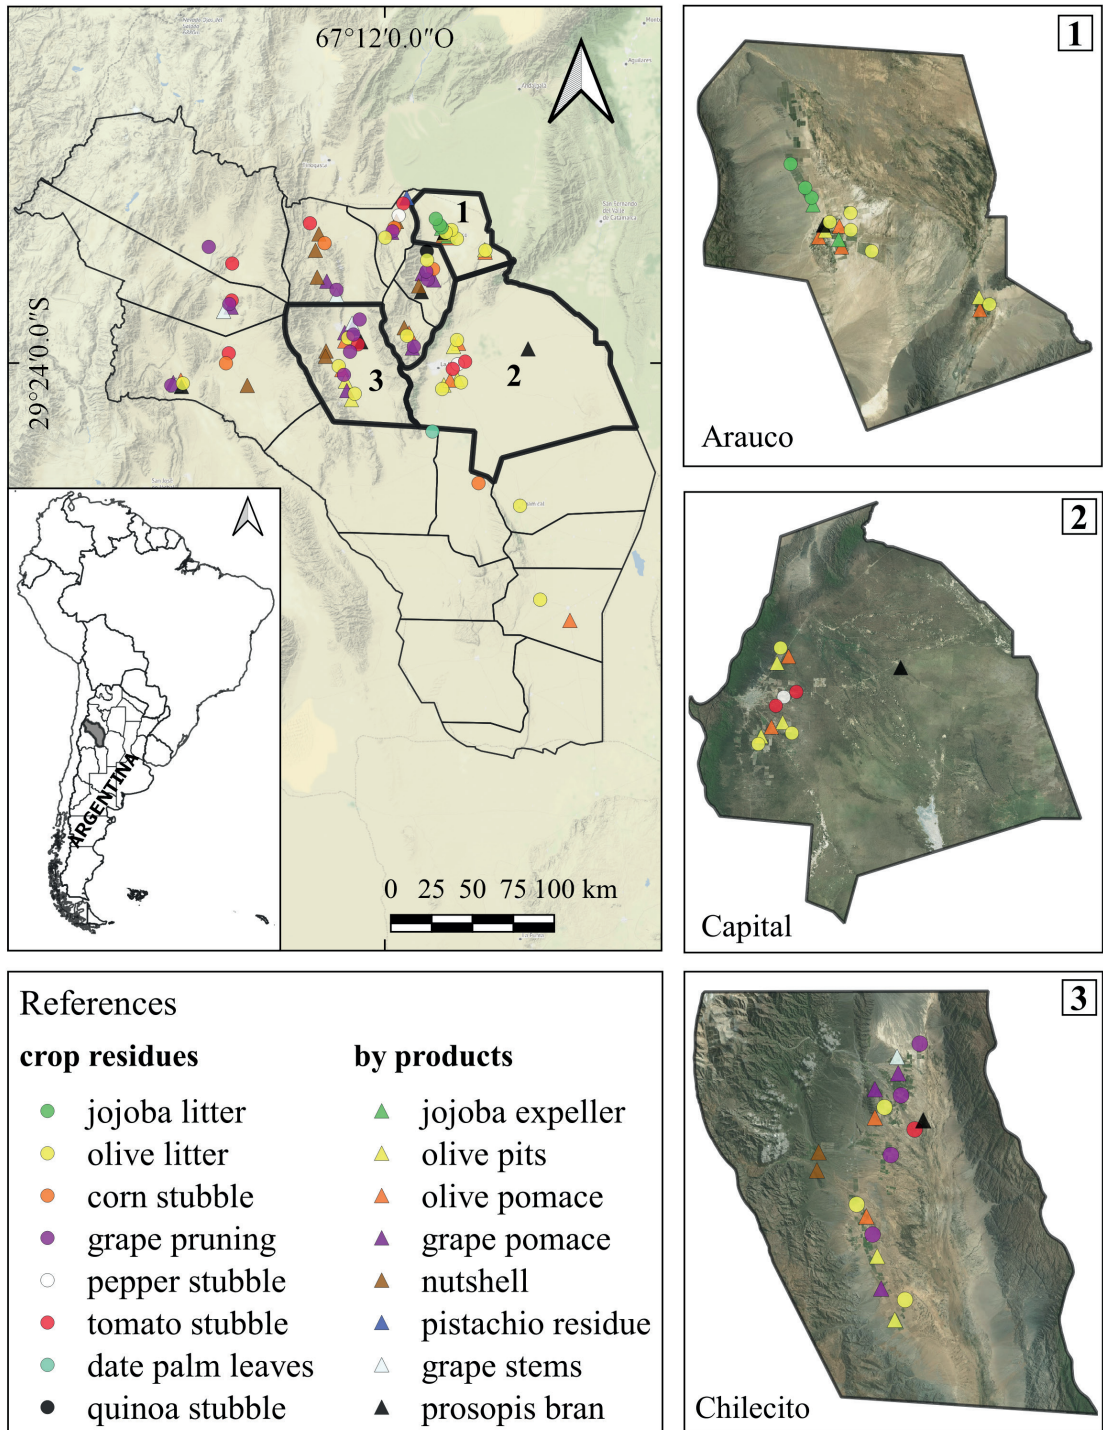 67°12'0.0"O
29°24'0.0"S
1
2
3
0 25 50 75 100 km
ARGENTINA
1
Arauco
2
Capital
3
Chilecito
References
crop residues
jojoba litter
olive litter
corn stubble
grape pruning
pepper stubble
tomato stubble
date palm leaves
quinoa stubble
by products
jojoba expeller
olive pits
olive pomace
grape pomace
nutshell
pistachio residue
grape stems
prosopis bran